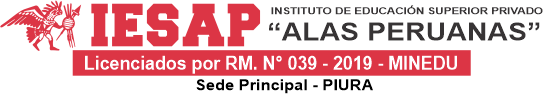 IESAP
INSTITUTO DE EDUCACIÓN SUPERIOR PRIVADO
“ALAS PERUANAS”
Licenciados por RM. N° 039 - 2019 - MINEDU
Sede Principal - PIURA